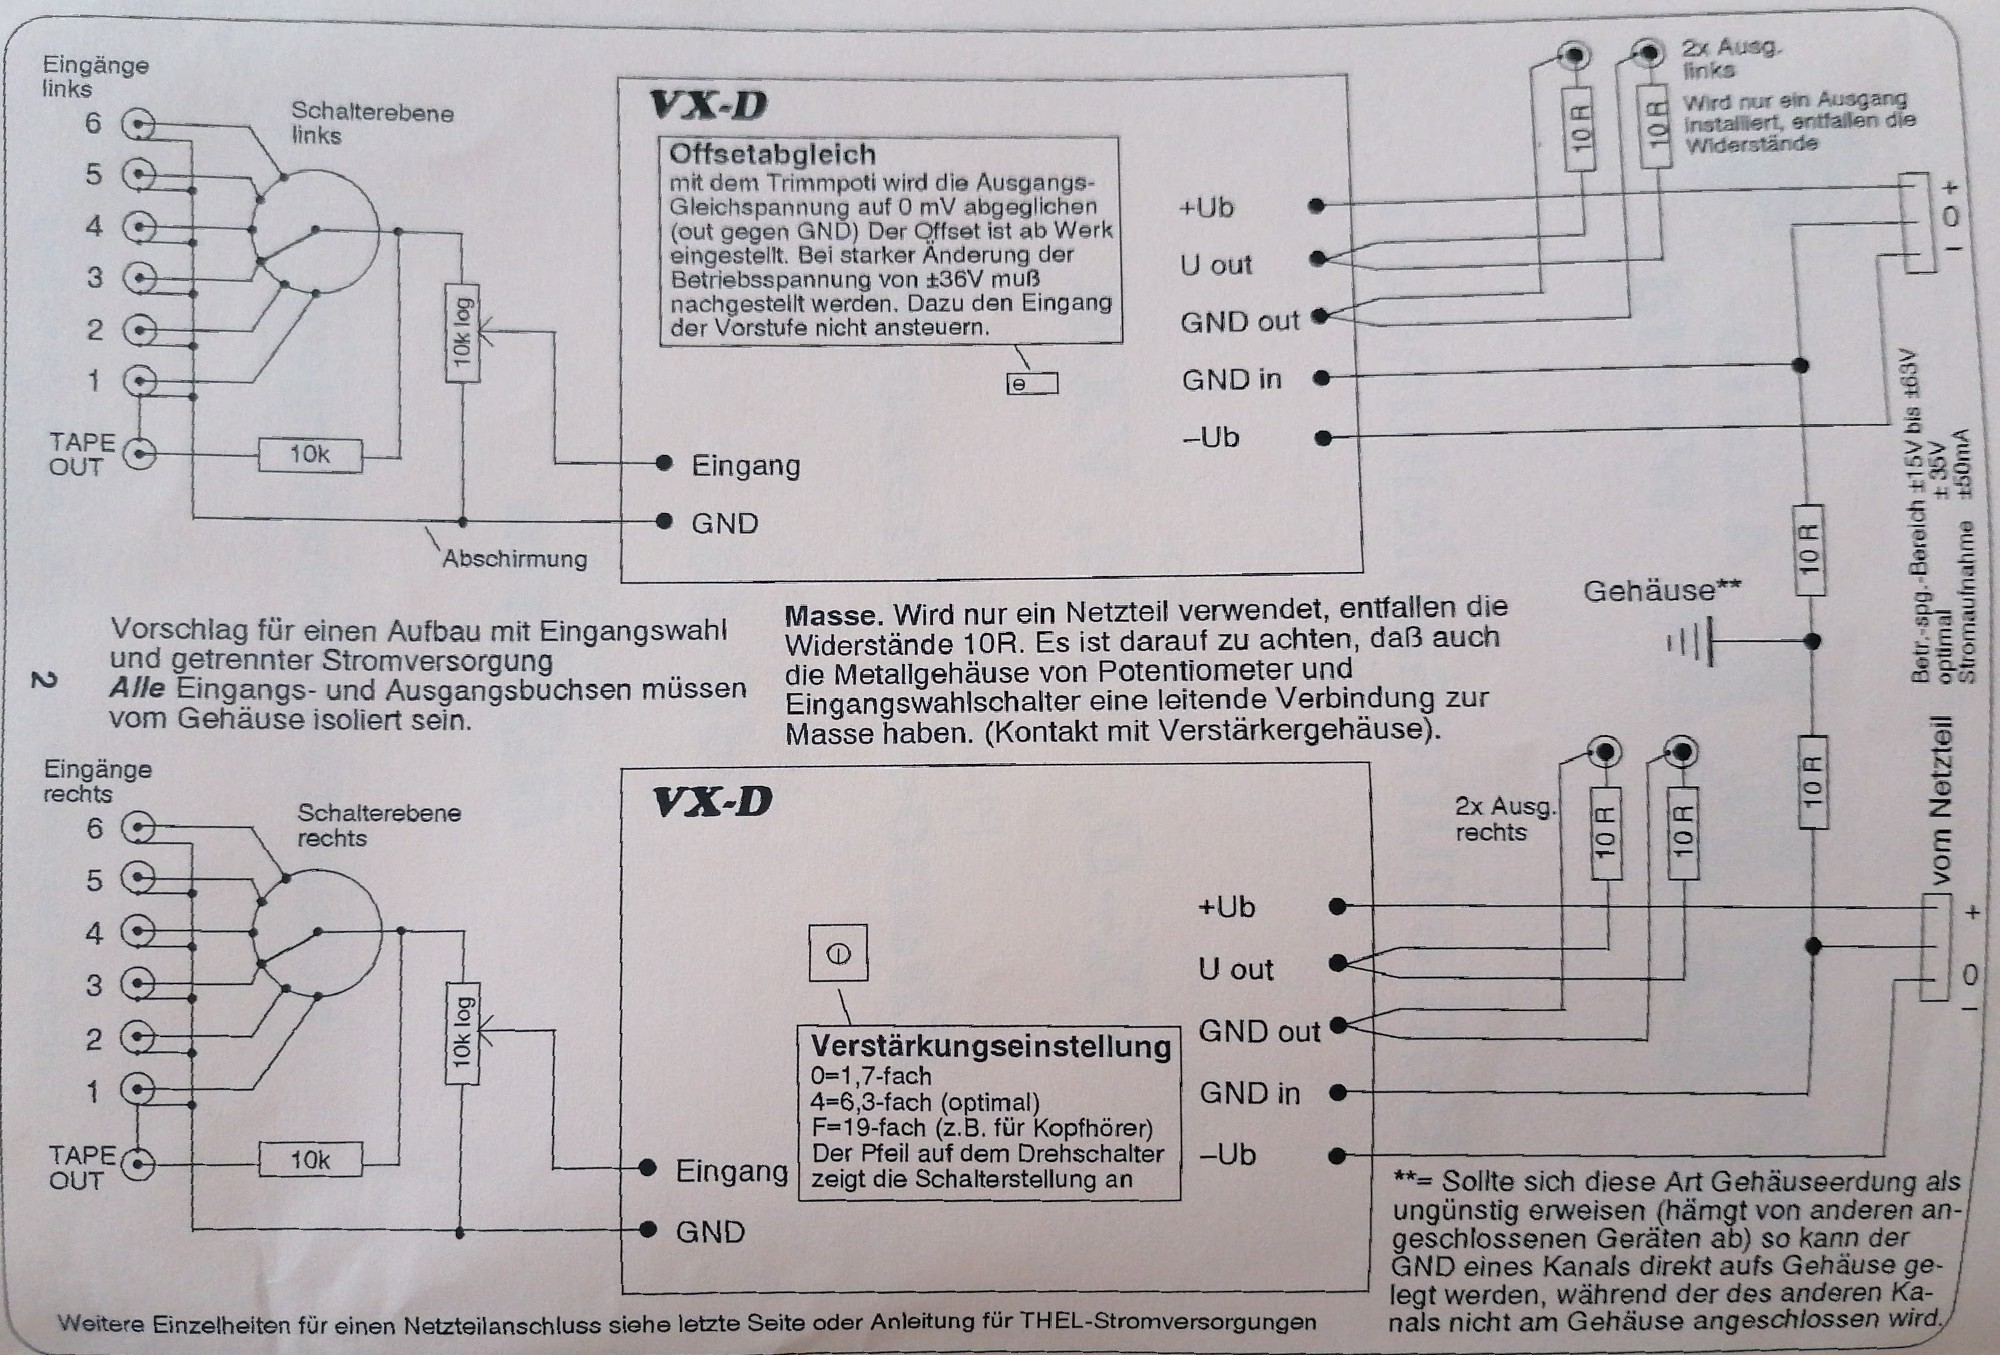 Eingänge
links
6
5
4
3
2
1
TAPE
OUT
Schalterebene
links
10k log
10k
Abschirmung
VX-D
Offsetabgleich
mit dem Trimmpoti wird die Ausgangs-
Gleichspannung auf 0 mV abgeglichen
(out gegen GND) Der Offset ist ab Werk
eingestellt. Bei starker Änderung der
Betriebsspannung von ±36V muß
nachgestellt werden. Dazu den Eingang
der Vorstufe nicht ansteuern.
Eingang
GND
+Ub
U out
GND out
GND in
–Ub
10 R
10 R
2x Ausg.
links
Wird nur ein Ausgang
installiert, entfallen die
Widerstände
+
0
–
Betr.-spg.-Bereich ±15V bis ±63V
optimal ± 35V
Stromaufnahme ±50mA
vom Netzteil
10 R
Gehäuse**
10 R
2
Vorschlag für einen Aufbau mit Eingangswahl
und getrennter Stromversorgung
Alle Eingangs- und Ausgangsbuchsen müssen
vom Gehäuse isoliert sein.
Masse. Wird nur ein Netzteil verwendet, entfallen die
Widerstände 10R. Es ist darauf zu achten, daß auch
die Metallgehäuse von Potentiometer und
Eingangswahlschalter eine leitende Verbindung zur
Masse haben. (Kontakt mit Verstärkergehäuse).
Eingänge
rechts
6
5
4
3
2
1
TAPE
OUT
Schalterebene
rechts
10k log
10k
VX-D
Verstärkungseinstellung
0=1,7-fach
4=6,3-fach (optimal)
F=19-fach (z.B. für Kopfhörer)
Der Pfeil auf dem Drehschalter
zeigt die Schalterstellung an
Eingang
GND
+Ub
U out
GND out
GND in
–Ub
2x Ausg.
rechts
10 R
10 R
+
0
–
**= Sollte sich diese Art Gehäuseerdung als
ungünstig erweisen (hämgt von anderen an-
geschlossenen Geräten ab) so kann der
GND eines Kanals direkt aufs Gehäuse ge-
legt werden, während der des anderen Ka-
nals nicht am Gehäuse angeschlossen wird.
Weitere Einzelheiten für einen Netzteilanschluss siehe letzte Seite oder Anleitung für THEL-Stromversorgungen